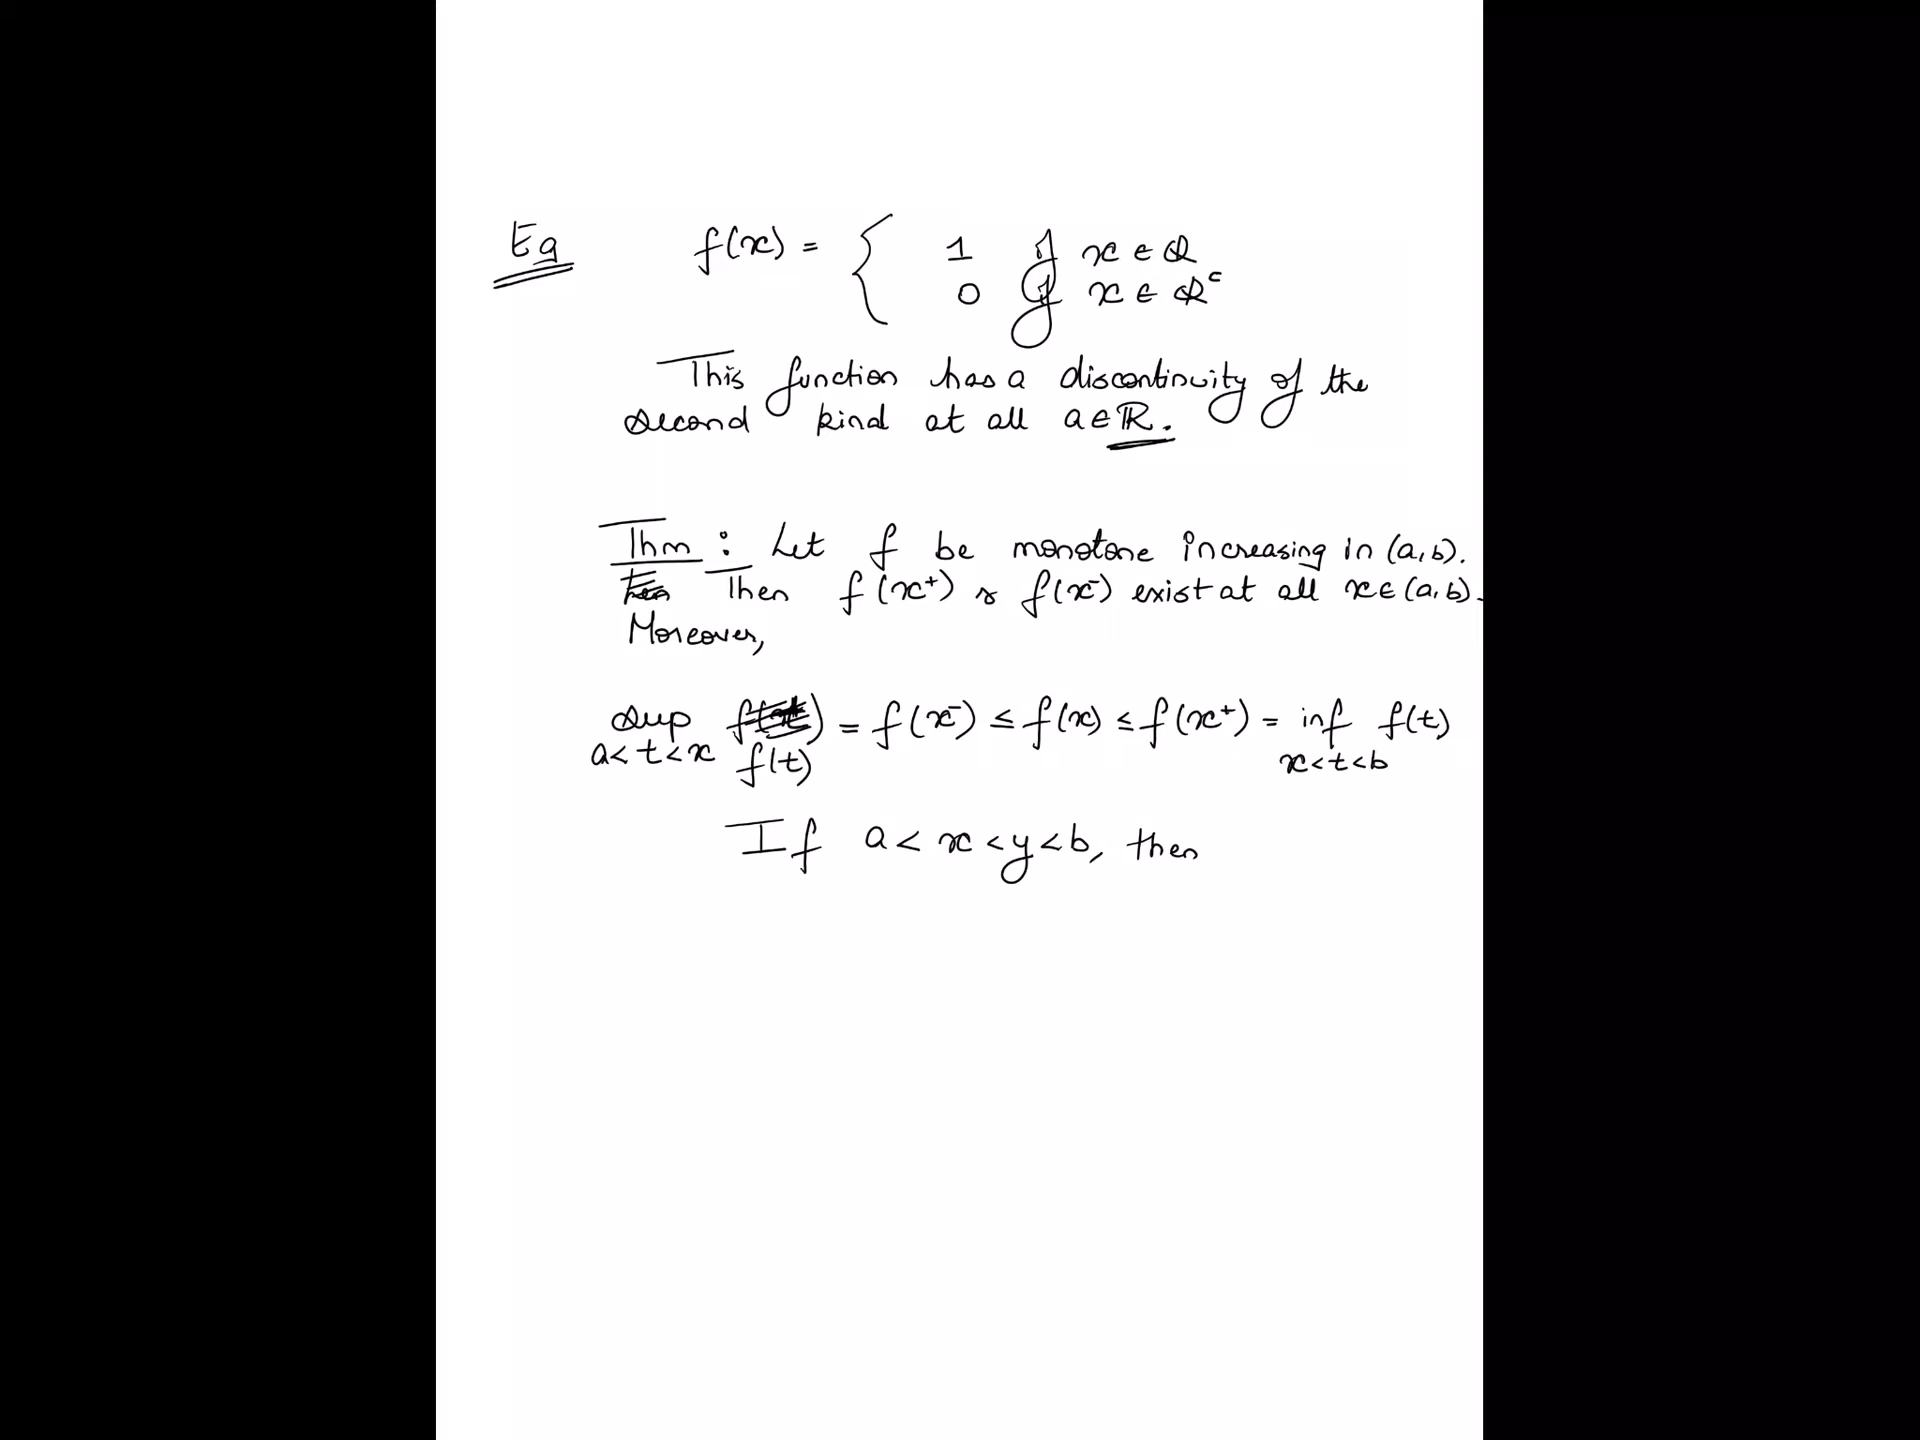 Eg f(x) = { 1 if x ∈ Q
0 if x ∈ Qᶜ
This function has a discontinuity of the
second kind at all a ∈ ℝ.
Thm : Let f be monotone increasing in (a, b).
Then f(x⁺) & f(x⁻) exist at all x ∈ (a, b).
Moreover,
sup f(t) = f(x⁻) ≤ f(x) ≤ f(x⁺) = inf f(t)
a < t < x x < t < b
If a < x < y < b, then